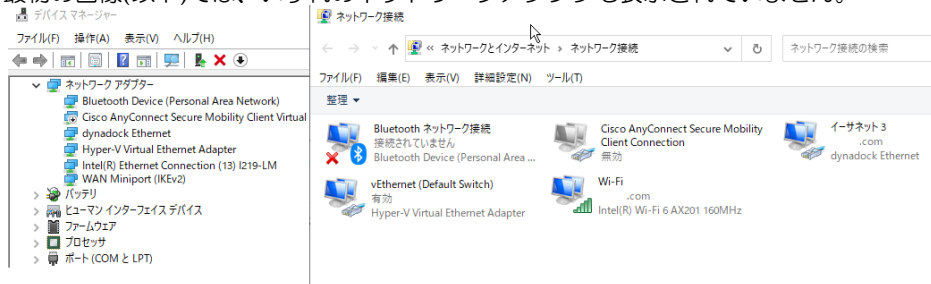 デバイス マネージャー
ファイル(F) 操作(A) 表示(V) ヘルプ(H)
ネットワーク アダプター
Bluetooth Device (Personal Area Network)
Cisco AnyConnect Secure Mobility Client Virtual
dynadock Ethernet
Hyper-V Virtual Ethernet Adapter
Intel(R) Ethernet Connection (13) I219-LM
WAN Miniport (IKEv2)
バッテリ
ヒューマン インターフェイス デバイス
ファームウェア
プロセッサ
ポート (COM と LPT)
ネットワーク接続
« ネットワークとインターネット › ネットワーク接続
ネットワーク接続の検索
ファイル(F) 編集(E) 表示(V) 詳細設定(N) ツール(T)
整理
Bluetooth ネットワーク接続
接続されていません
Bluetooth Device (Personal Area ...
Cisco AnyConnect Secure Mobility
Client Connection
無効
イーサネット 3
.com
dynadock Ethernet
vEthernet (Default Switch)
有効
Hyper-V Virtual Ethernet Adapter
Wi-Fi
.com
Intel(R) Wi-Fi 6 AX201 160MHz